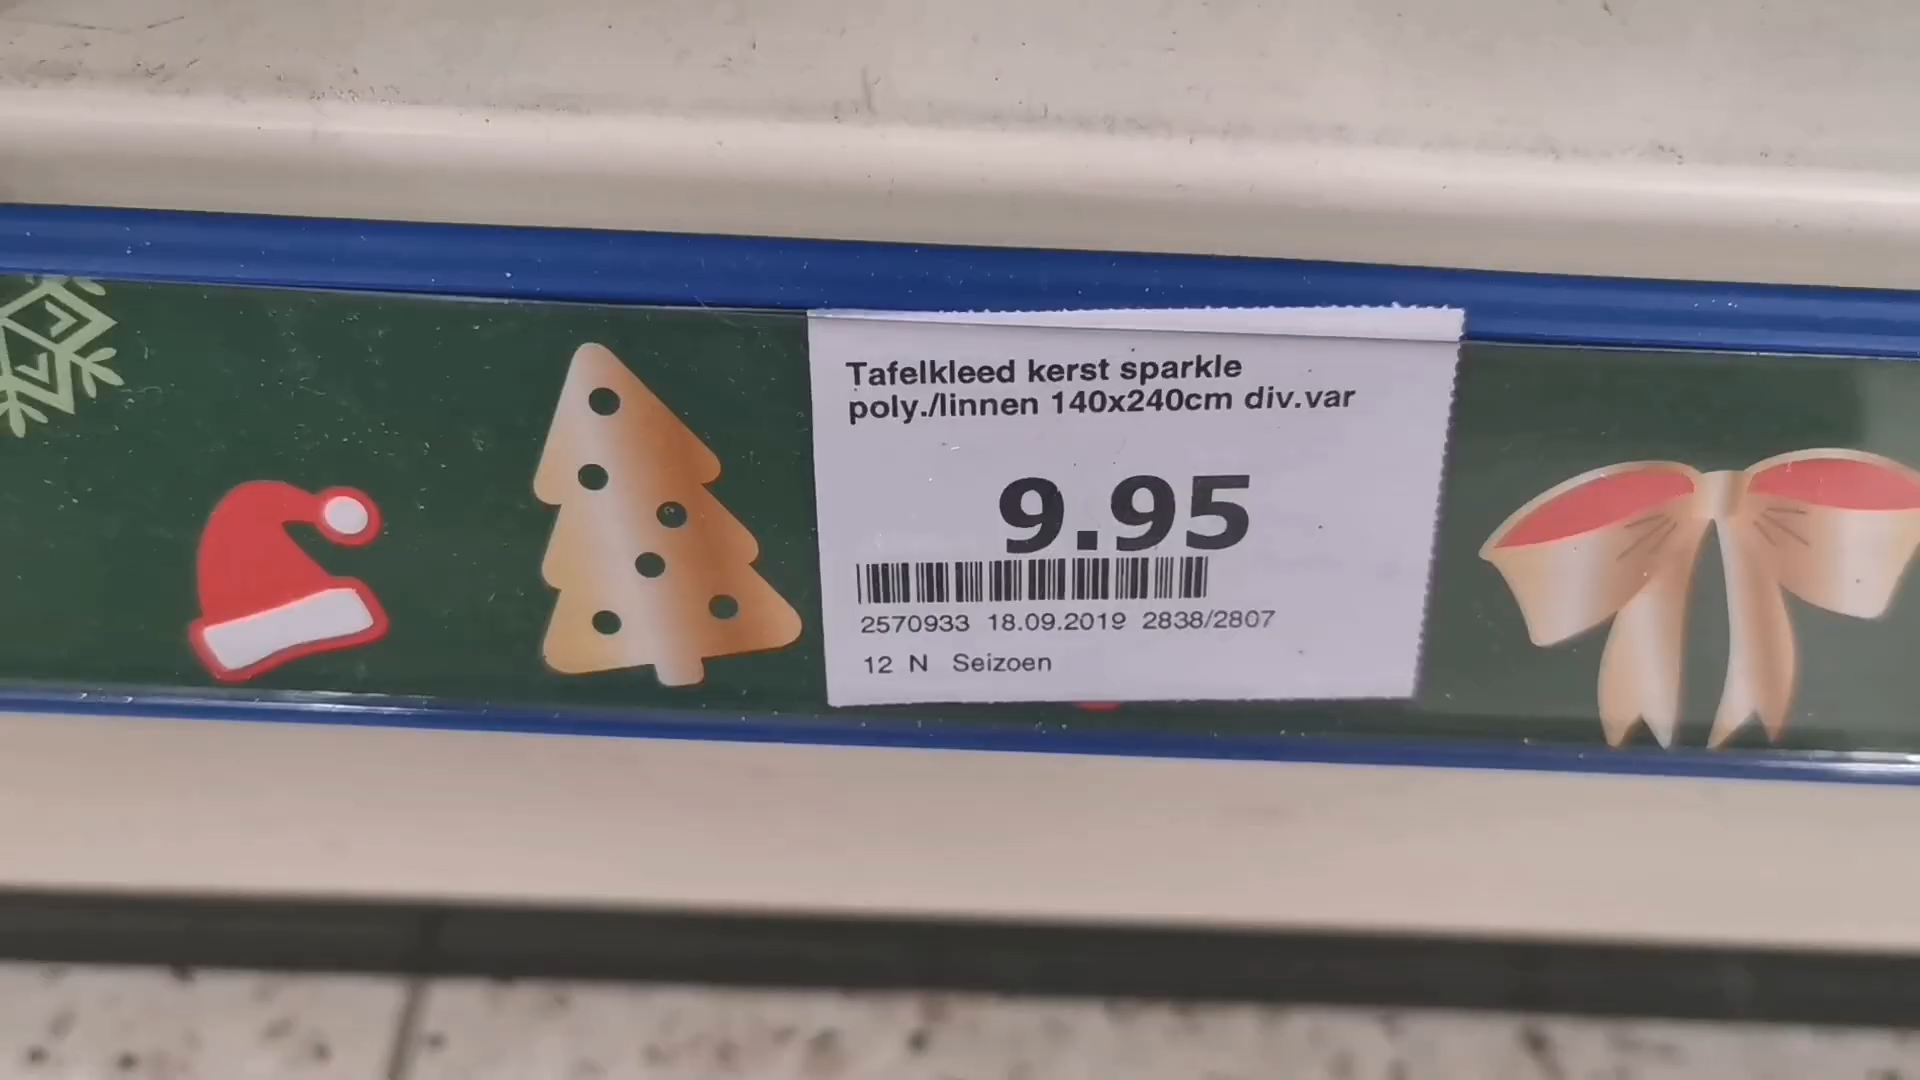 Tafelkleed kerst sparkle
poly./linnen 140x240cm div.var
9.95
2570933 18.09.2019 2838/2807
12 N Seizoen